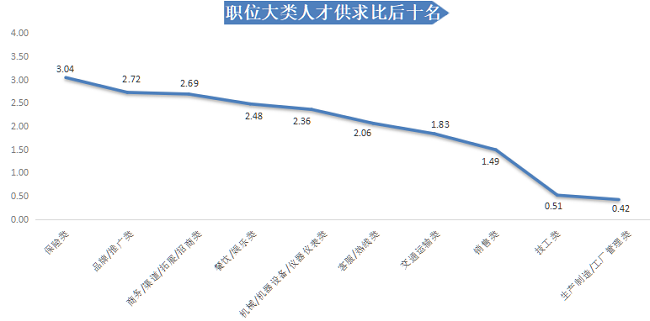 职位大类人才供求比后十名
4.00
3.50
3.00
2.50
2.00
1.50
1.00
0.50
0.00
3.04
2.72
2.69
2.48
2.36
2.06
1.83
1.49
0.51
0.42
保险类
品牌/推广类
商务/渠道/拓展/招商类
餐饮/娱乐类
机械/机器设备/仪器仪表类
客服/热线类
交通运输类
销售类
技工类
生产制造/工厂管理类